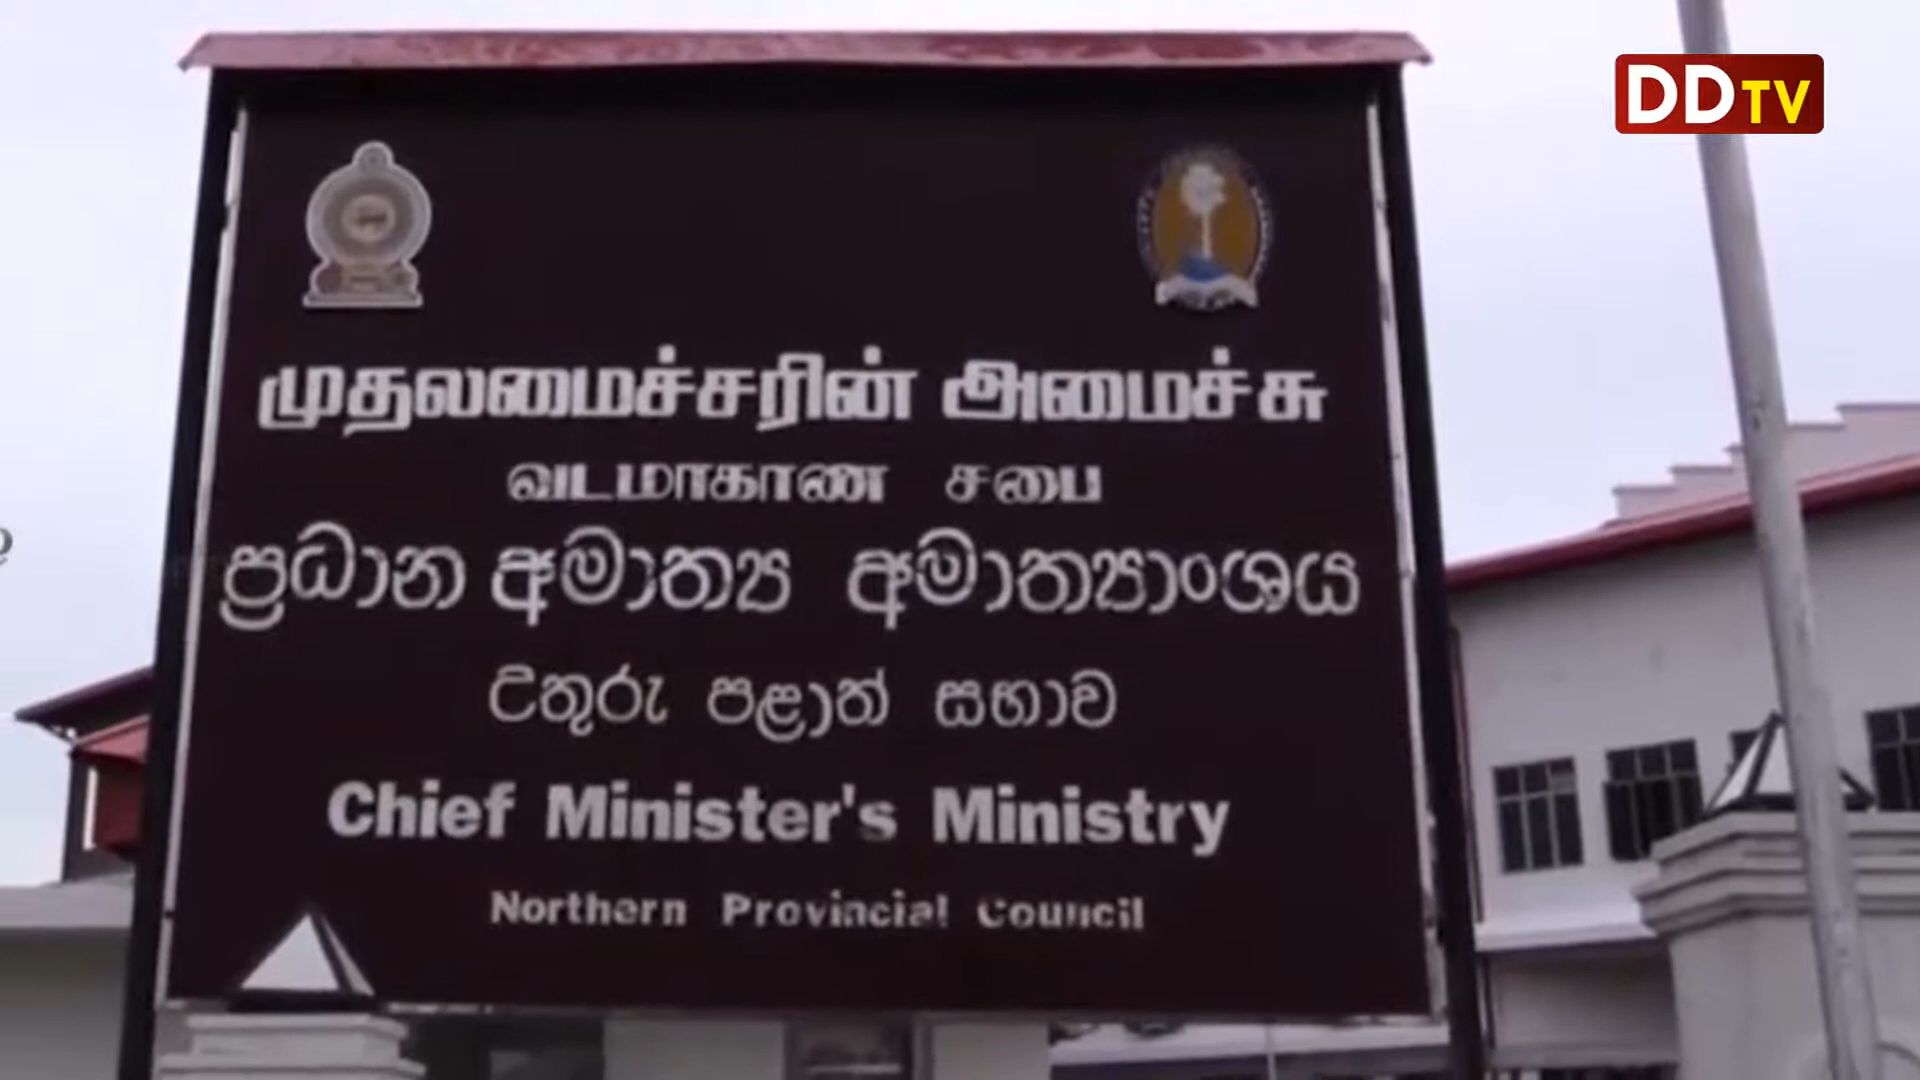 DDTV
முதலமைச்சரின் அமைச்சு
வடமாகாண சபை
ප්‍රධාන අමාත්‍ය අමාත්‍යාංශය
උතුරු පළාත් සභාව
Chief Minister's Ministry
Northern Provincial Council